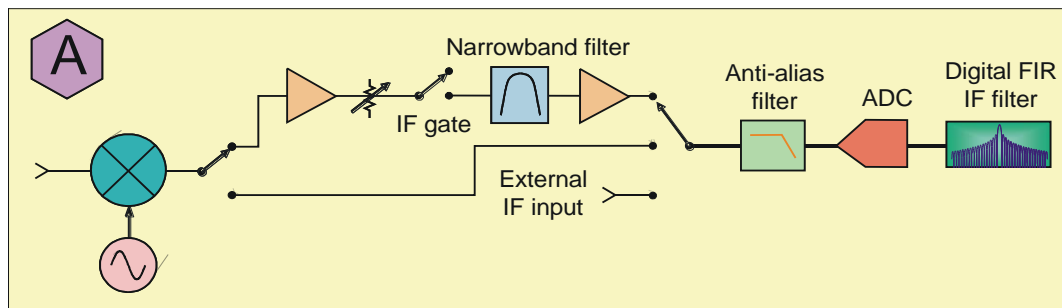 A
Narrowband filter
IF gate
External
IF input
Anti-alias
filter
ADC
Digital FIR
IF filter